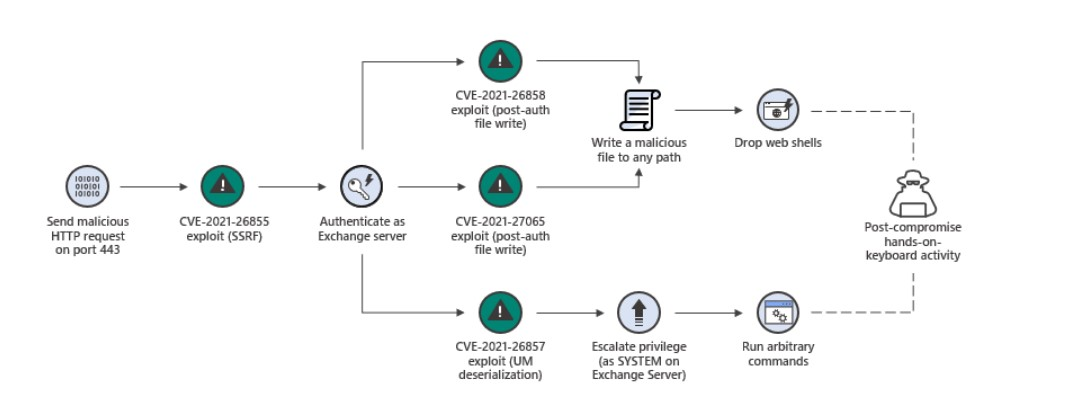 CVE-2021-26858
exploit (post-auth
file write)
Write a malicious
file to any path
Drop web shells
101010
010101
101010
Send malicious
HTTP request
on port 443
CVE-2021-26855
exploit (SSRF)
Authenticate as
Exchange server
CVE-2021-27065
exploit (post-auth
file write)
Post-compromise
hands-on-
keyboard activity
CVE-2021-26857
exploit (UM
deserialization)
Escalate privilege
(as SYSTEM on
Exchange Server)
Run arbitrary
commands